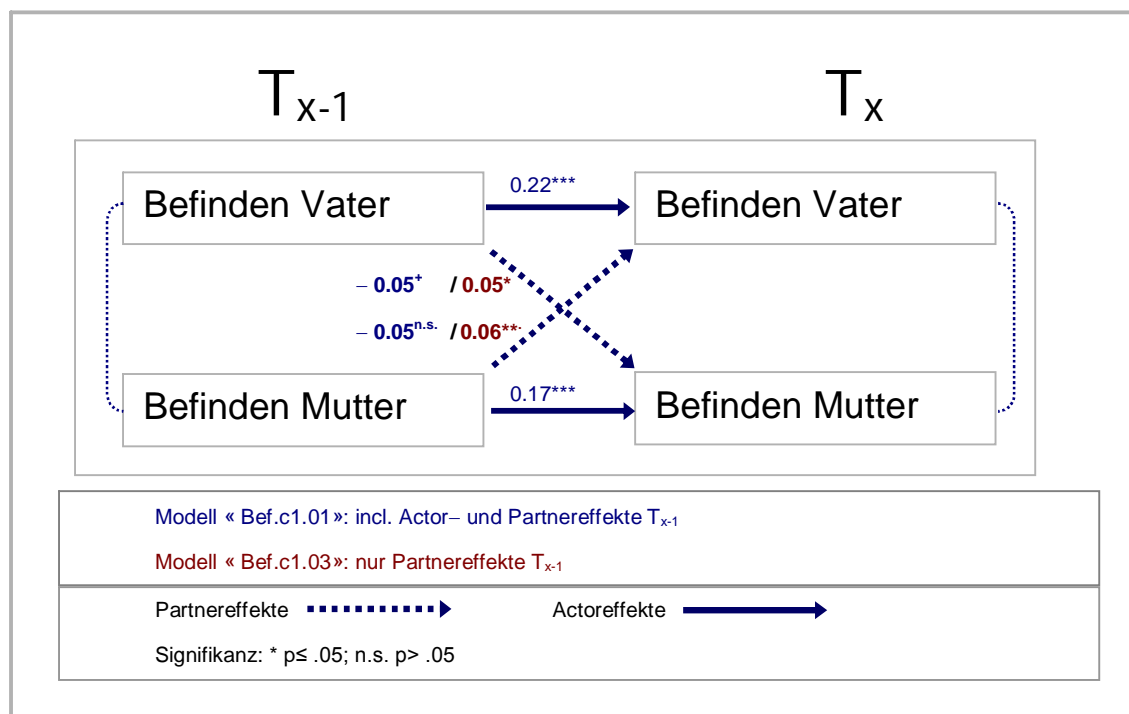 Tx-1 Tx
0.22***
Befinden Vater Befinden Vater
– 0.05+ / 0.05*
– 0.05n.s. / 0.06**·
0.17***
Befinden Mutter Befinden Mutter
Modell « Bef.c1.01»: incl. Actor– und Partnereffekte Tx-1
Modell « Bef.c1.03»: nur Partnereffekte Tx-1
Partnereffekte Actoreffekte
Signifikanz: * p≤ .05; n.s. p> .05